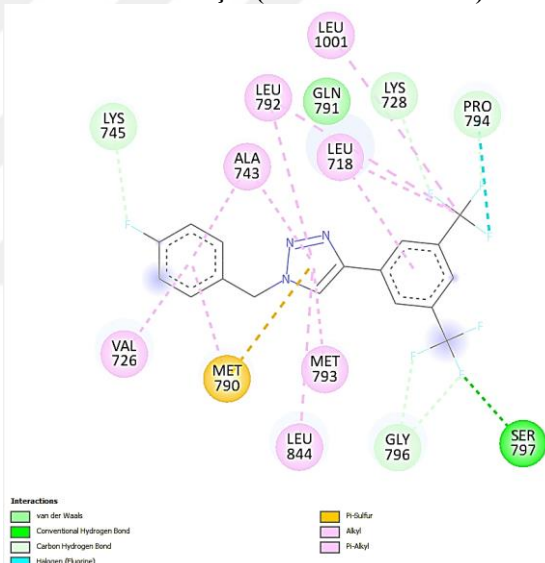 LEU
1001
LEU
792
GLN
791
LYS
728
PRO
794
LYS
745
ALA
743
LEU
718
F
F
F
F
N
N
N
F
F
F
VAL
726
MET
790
MET
793
LEU
844
GLY
796
SER
797
Interactions
van der Waals
Conventional Hydrogen Bond
Carbon Hydrogen Bond
Halogen (Fluorine)
Pi-Sulfur
Alkyl
Pi-Alkyl